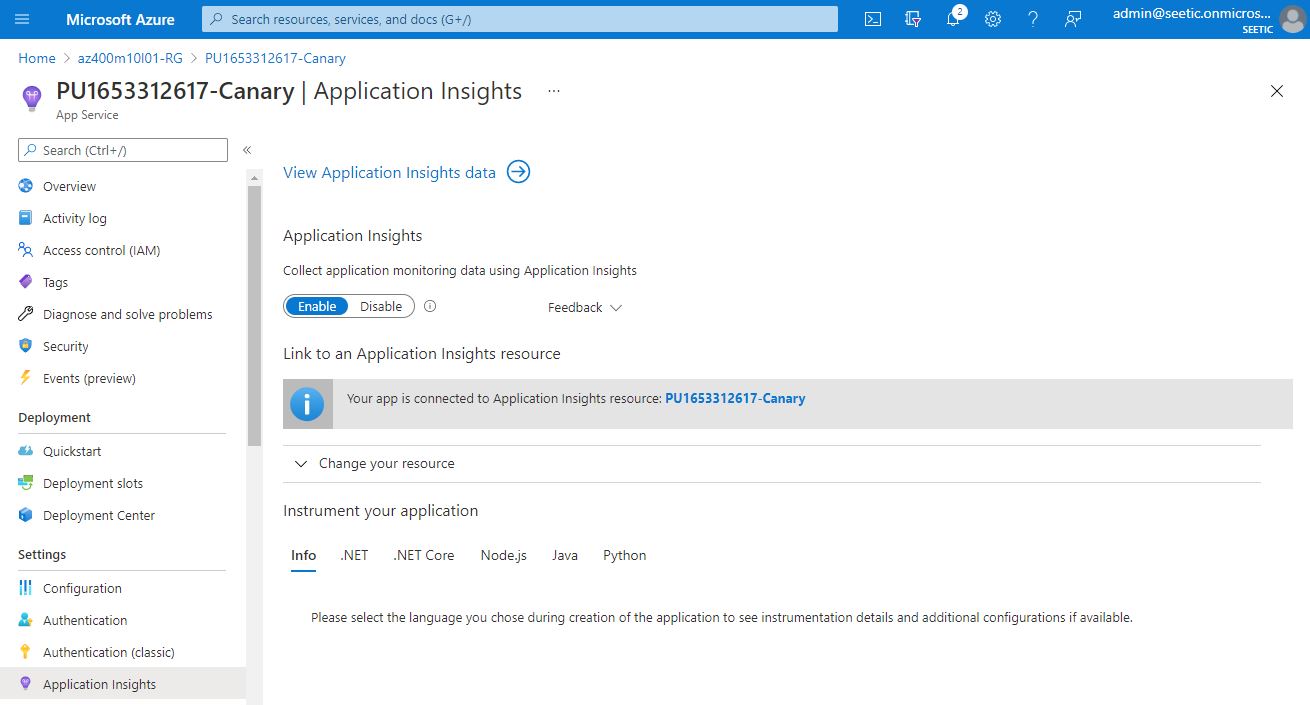 Microsoft Azure
Search resources, services, and docs (G+/)
2
admin@seetic.onmicros...
SEETIC
Home > az400m10l01-RG > PU1653312617-Canary
PU1653312617-Canary | Application Insights ...
App Service
Search (Ctrl+/)
Overview
Activity log
Access control (IAM)
Tags
Diagnose and solve problems
Security
Events (preview)
Deployment
Quickstart
Deployment slots
Deployment Center
Settings
Configuration
Authentication
Authentication (classic)
Application Insights
View Application Insights data
Application Insights
Collect application monitoring data using Application Insights
Enable Disable Feedback
Link to an Application Insights resource
Your app is connected to Application Insights resource: PU1653312617-Canary
Change your resource
Instrument your application
Info .NET .NET Core Node.js Java Python
Please select the language you chose during creation of the application to see instrumentation details and additional configurations if available.